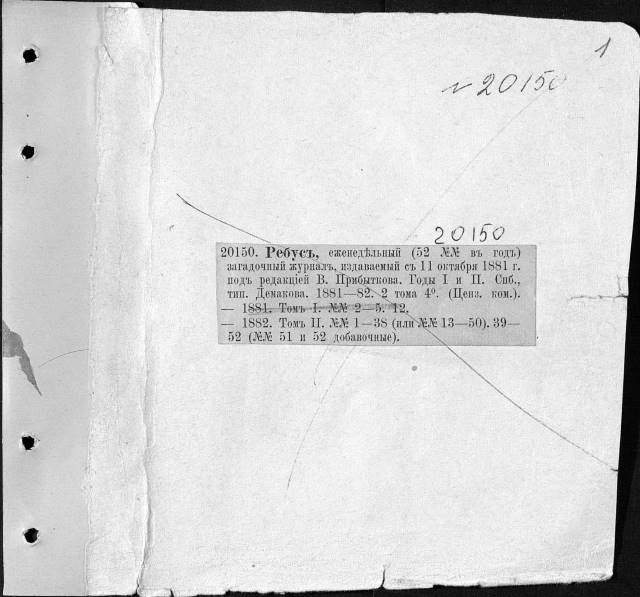 1
№ 20150
20150
20150. Ребусъ, еженедѣльный (52 №№ въ годъ)
загадочный журналъ, издаваемый съ 11 октября 1881 г.
подъ редакціей В. Прибыткова. Годы I и II. Спб.,
тип. Демакова. 1881—82. 2 тома 4⁰. (Ценз. ком.).
— 1881. Томъ I. №№ 2—5. 12.
— 1882. Томъ II. №№ 1—38 (или №№ 13—50). 39—
52 (№№ 51 и 52 добавочные).